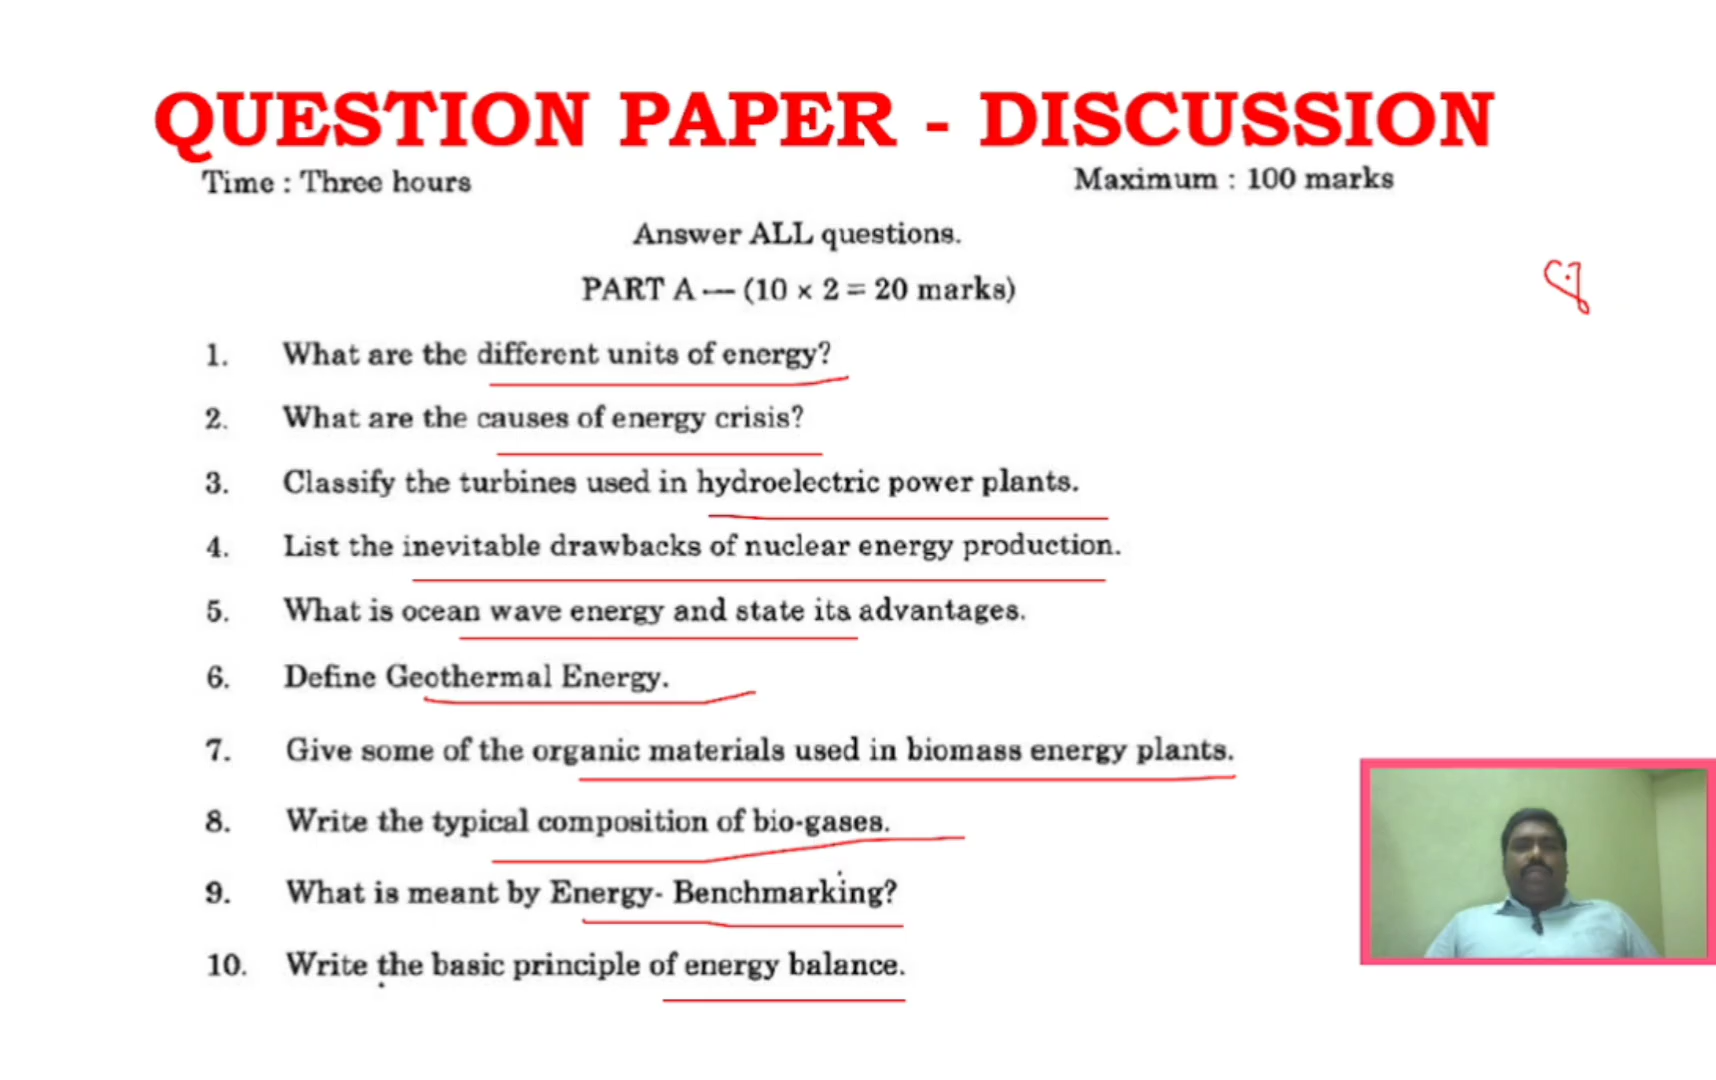 QUESTION PAPER - DISCUSSION
Time : Three hours Maximum : 100 marks
Answer ALL questions.
PART A — (10 × 2 = 20 marks)
1. What are the different units of energy?
2. What are the causes of energy crisis?
3. Classify the turbines used in hydroelectric power plants.
4. List the inevitable drawbacks of nuclear energy production.
5. What is ocean wave energy and state its advantages.
6. Define Geothermal Energy.
7. Give some of the organic materials used in biomass energy plants.
8. Write the typical composition of bio-gases.
9. What is meant by Energy- Benchmarking?
10. Write the basic principle of energy balance.